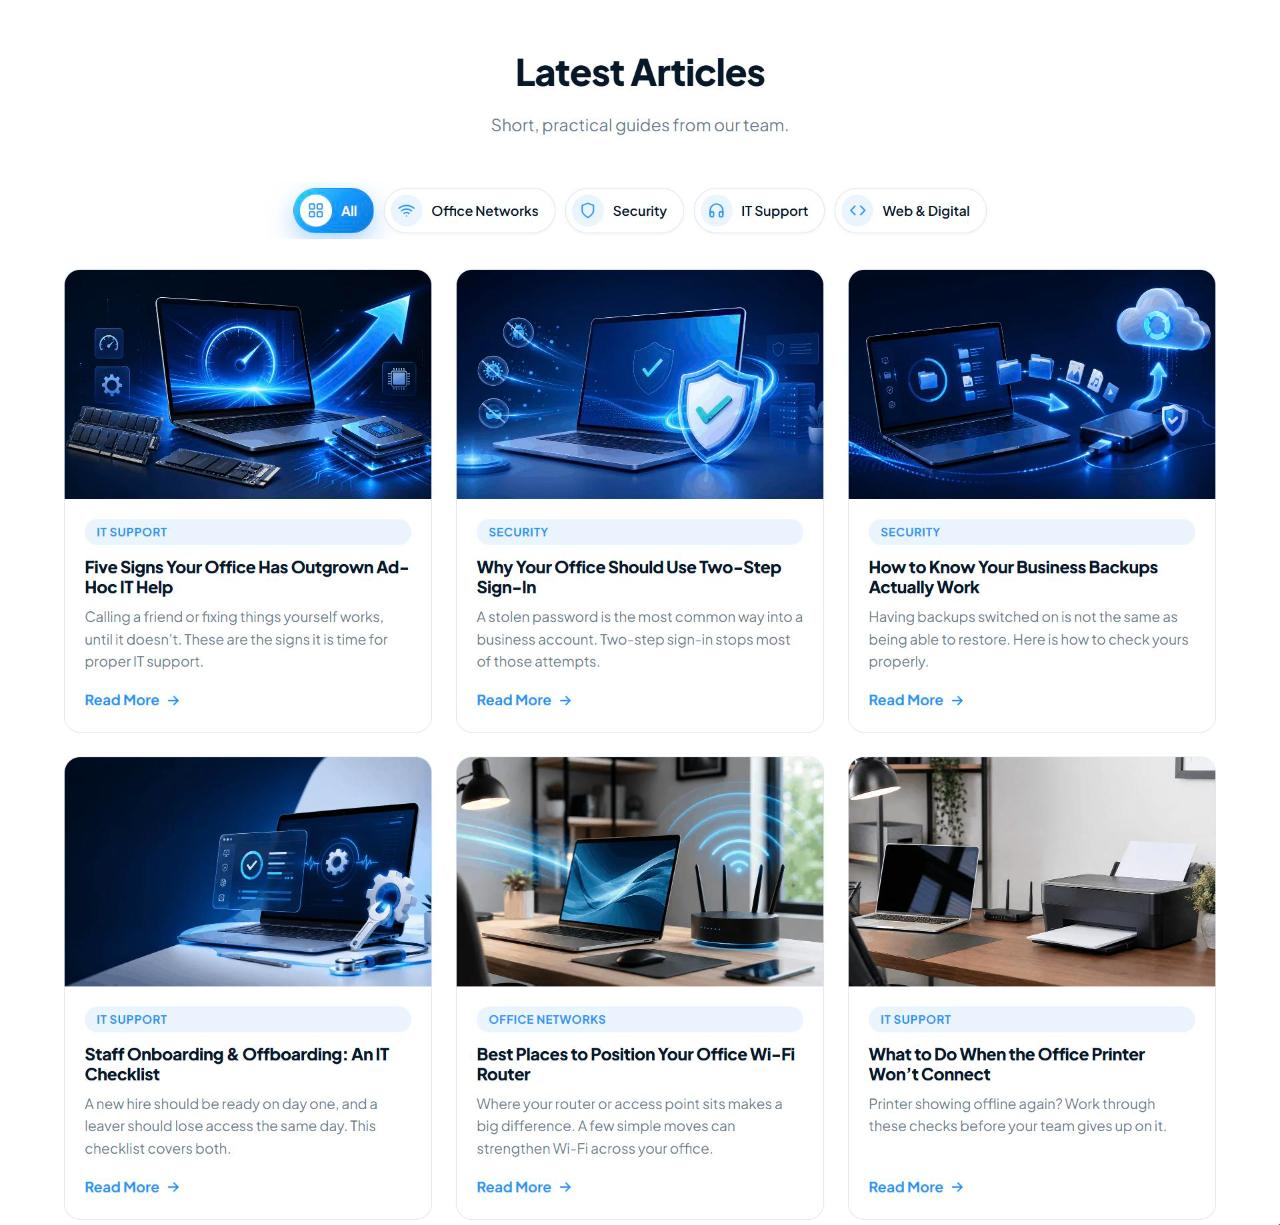 Latest Articles
Short, practical guides from our team.
All
Office Networks
Security
IT Support
Web & Digital
IT SUPPORT
Five Signs Your Office Has Outgrown Ad-
Hoc IT Help
Calling a friend or fixing things yourself works,
until it doesn't. These are the signs it is time for
proper IT support.
Read More →
SECURITY
Why Your Office Should Use Two-Step
Sign-In
A stolen password is the most common way into a
business account. Two-step sign-in stops most
of those attempts.
Read More →
SECURITY
How to Know Your Business Backups
Actually Work
Having backups switched on is not the same as
being able to restore. Here is how to check yours
properly.
Read More →
IT SUPPORT
Staff Onboarding & Offboarding: An IT
Checklist
A new hire should be ready on day one, and a
leaver should lose access the same day. This
checklist covers both.
Read More →
OFFICE NETWORKS
Best Places to Position Your Office Wi-Fi
Router
Where your router or access point sits makes a
big difference. A few simple moves can
strengthen Wi-Fi across your office.
Read More →
IT SUPPORT
What to Do When the Office Printer
Won't Connect
Printer showing offline again? Work through
these checks before your team gives up on it.
Read More →